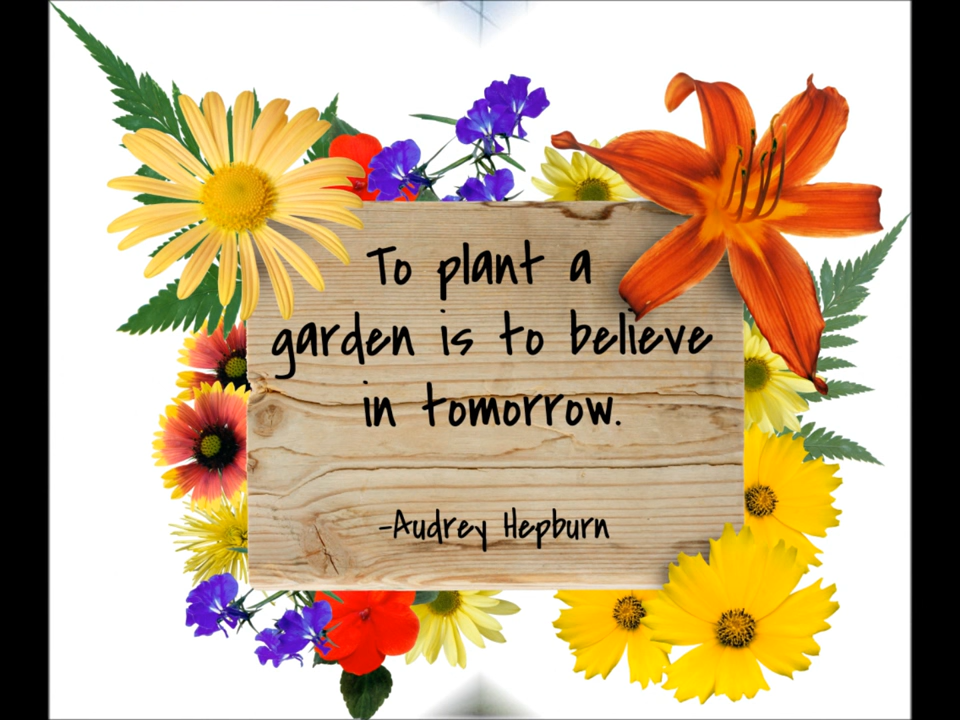 To plant a
garden is to believe
in tomorrow.
-Audrey Hepburn